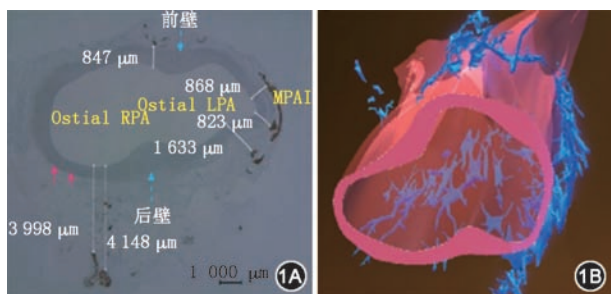 前壁
847 μm
868 μm
MPAI
Ostial LPA
Ostial RPA
823 μm
1 633 μm
后壁
3 998 μm
4 148 μm
1 000 μm
1A
1B